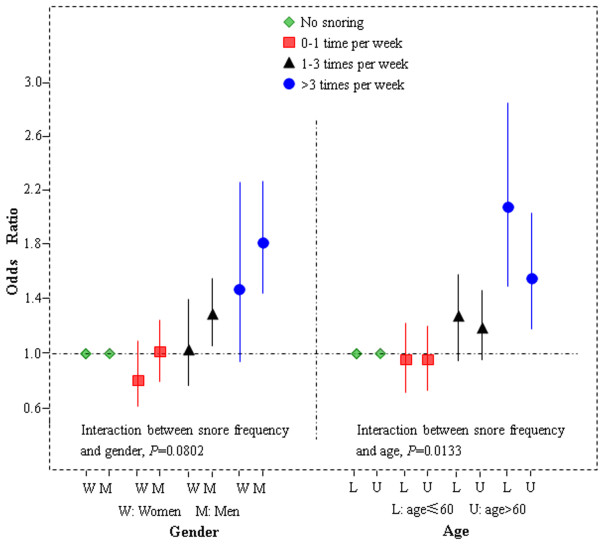 No snoring
0-1 time per week
1-3 times per week
>3 times per week
Odds Ratio
3.0
2.6
2.2
1.8
1.4
1.0
0.6
Interaction between snore frequency
and gender, P=0.0802
Interaction between snore frequency
and age, P=0.0133
W M W M W M W M
L U L U L U L U
W: Women M: Men
L: age≤60 U: age>60
Gender
Age